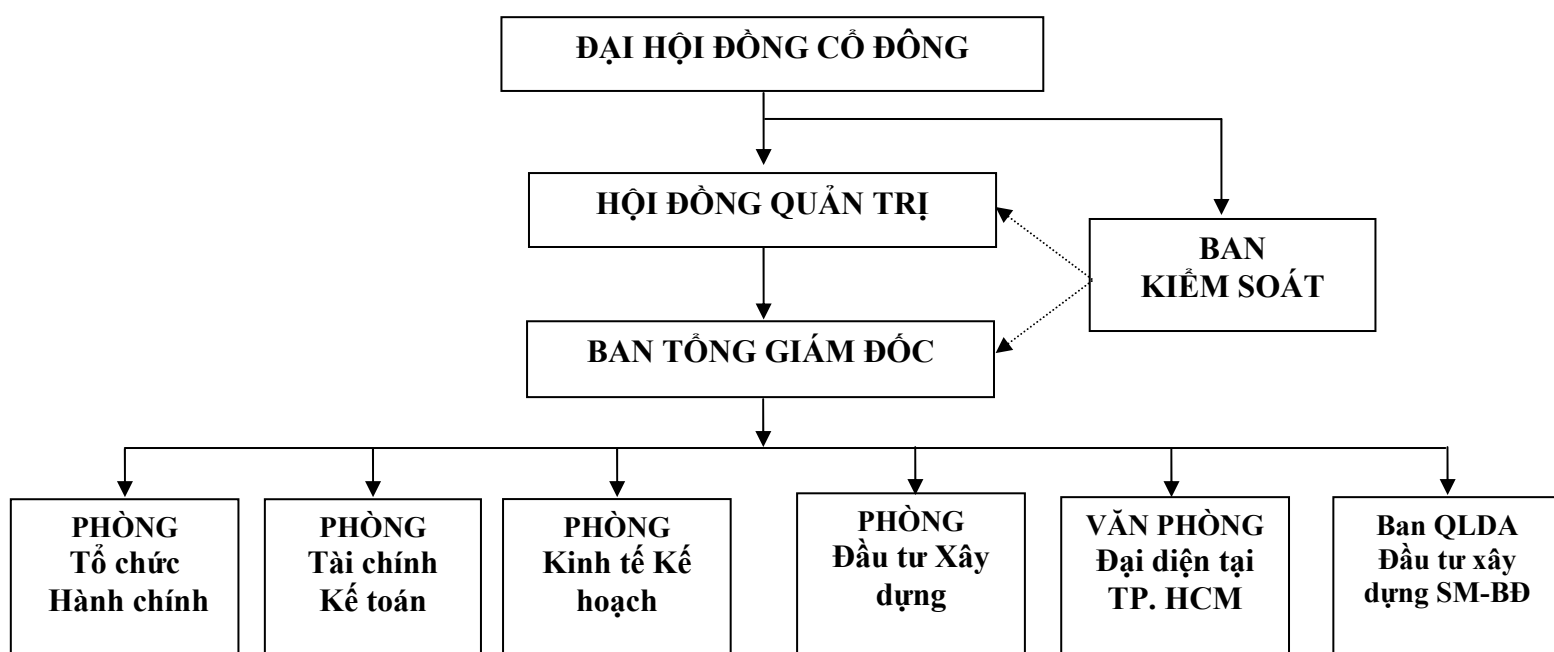 ĐẠI HỘI ĐỒNG CỔ ĐÔNG
HỘI ĐỒNG QUẢN TRỊ
BAN
KIỂM SOÁT
BAN TỔNG GIÁM ĐỐC
PHÒNG
Tổ chức
Hành chính
PHÒNG
Tài chính
Kế toán
PHÒNG
Kinh tế Kế
hoạch
PHÒNG
Đầu tư Xây
dựng
VĂN PHÒNG
Đại diện tại
TP. HCM
Ban QLDA
Đầu tư xây
dựng SM-BĐ